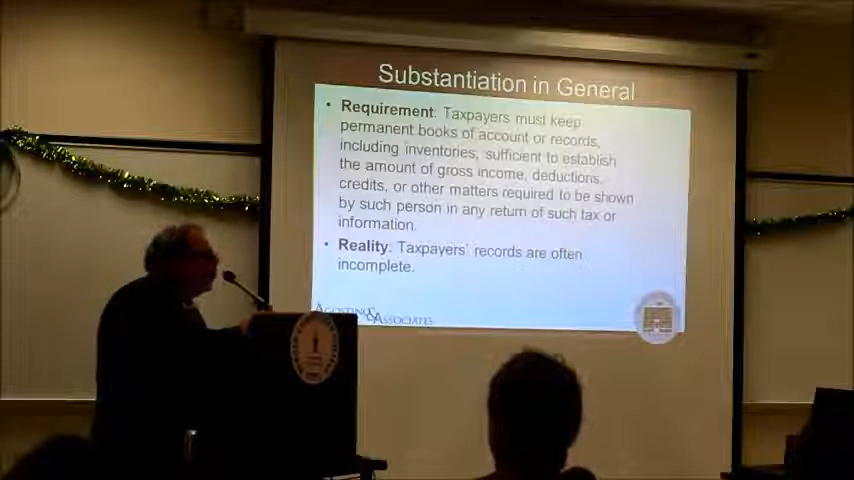 Substantiation in General
• Requirement: Taxpayers must keep
permanent books of account or records,
including inventories, sufficient to establish
the amount of gross income, deductions,
credits, or other matters required to be shown
by such person in any return of such tax or
information.
• Reality: Taxpayers' records are often
incomplete.
AGOSTINO
& ASSOCIATES